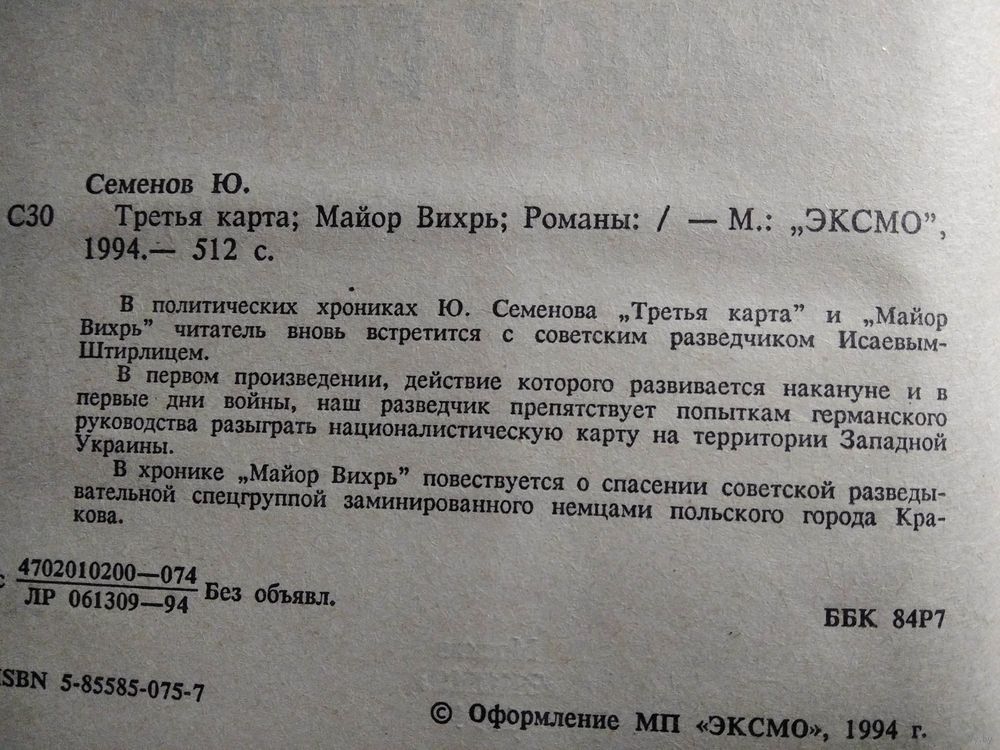 Семенов Ю.
С30 Третья карта; Майор Вихрь; Романы: / — М.: „ЭКСМО”,
1994.— 512 с.
В политических хрониках Ю. Семенова „Третья карта” и „Майор
Вихрь” читатель вновь встретится с советским разведчиком Исаевым-
Штирлицем.
В первом произведении, действие которого развивается накануне и в
первые дни войны, наш разведчик препятствует попыткам германского
руководства разыграть националистическую карту на территории Западной
Украины.
В хронике „Майор Вихрь” повествуется о спасении советской разведы-
вательной спецгруппой заминированного немцами польского города Кра-
кова.
с 4702010200—074
ЛР 061309—94 Без объявл.
ББК 84Р7
ISBN 5-85585-075-7
© Оформление МП «ЭКСМО», 1994 г.